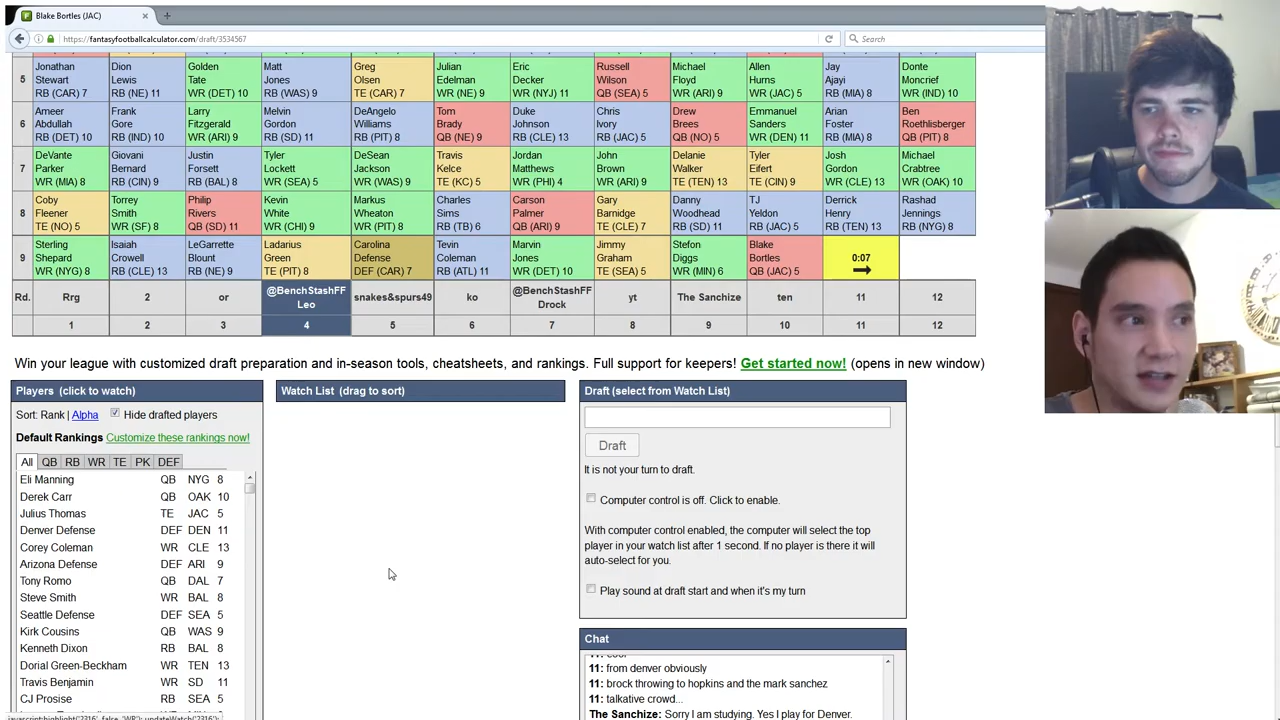 Blake Bortles (JAC)
https://fantasyfootballcalculator.com/draft/3534567
Search
5 Jonathan Stewart RB (CAR) 7 Dion Lewis RB (NE) 11 Golden Tate WR (DET) 10 Matt Jones RB (WAS) 9 Greg Olsen TE (CAR) 7 Julian Edelman WR (NE) 9 Eric Decker WR (NYJ) 11 Russell Wilson QB (SEA) 5 Michael Floyd WR (ARI) 9 Allen Hurns WR (JAC) 5 Jay Ajayi RB (MIA) 8 Donte Moncrief WR (IND) 10
6 Ameer Abdullah RB (DET) 10 Frank Gore RB (IND) 10 Larry Fitzgerald WR (ARI) 9 Melvin Gordon RB (SD) 11 DeAngelo Williams RB (PIT) 8 Tom Brady QB (NE) 9 Duke Johnson RB (CLE) 13 Chris Ivory RB (JAC) 5 Drew Brees QB (NO) 5 Emmanuel Sanders WR (DEN) 11 Arian Foster RB (MIA) 8 Ben Roethlisberger QB (PIT) 8
7 DeVante Parker WR (MIA) 8 Giovani Bernard RB (CIN) 9 Justin Forsett RB (BAL) 8 Tyler Lockett WR (SEA) 5 DeSean Jackson WR (WAS) 9 Travis Kelce TE (KC) 5 Jordan Matthews WR (PHI) 4 John Brown WR (ARI) 9 Delanie Walker TE (TEN) 13 Tyler Eifert TE (CIN) 9 Josh Gordon WR (CLE) 13 Michael Crabtree WR (OAK) 10
8 Coby Fleener TE (NO) 5 Torrey Smith WR (SF) 8 Philip Rivers QB (SD) 11 Kevin White WR (CHI) 9 Markus Wheaton WR (PIT) 8 Charles Sims RB (TB) 6 Carson Palmer QB (ARI) 9 Gary Barnidge TE (CLE) 7 Danny Woodhead RB (SD) 11 TJ Yeldon RB (JAC) 5 Derrick Henry RB (TEN) 13 Rashad Jennings RB (NYG) 8
9 Sterling Shepard WR (NYG) 8 Isaiah Crowell RB (CLE) 13 LeGarrette Blount RB (NE) 9 Ladarius Green TE (PIT) 8 Carolina Defense DEF (CAR) 7 Tevin Coleman RB (ATL) 11 Marvin Jones WR (DET) 10 Jimmy Graham TE (SEA) 5 Stefon Diggs WR (MIN) 6 Blake Bortles QB (JAC) 5 0:07
Rd. Rrg 2 or @BenchStashFF Leo snakes&spurs49 ko @BenchStashFF Drock yt The Sanchize ten 11 12
1 2 3 4 5 6 7 8 9 10 11 12
Win your league with customized draft preparation and in-season tools, cheatsheets, and rankings. Full support for keepers! Get started now! (opens in new window)
Players (click to watch)
Sort: Rank | Alpha Hide drafted players
Default Rankings Customize these rankings now!
All QB RB WR TE PK DEF
Eli Manning QB NYG 8
Derek Carr QB OAK 10
Julius Thomas TE JAC 5
Denver Defense DEF DEN 11
Corey Coleman WR CLE 13
Arizona Defense DEF ARI 9
Tony Romo QB DAL 7
Steve Smith WR BAL 8
Seattle Defense DEF SEA 5
Kirk Cousins QB WAS 9
Kenneth Dixon RB BAL 8
Dorial Green-Beckham WR TEN 13
Travis Benjamin WR SD 11
CJ Prosise RB SEA 5
javascript:highlight('2316', false, 'WR'); updateWatch('2316');
Watch List (drag to sort)
Draft (select from Watch List)
Draft
It is not your turn to draft.
Computer control is off. Click to enable.
With computer control enabled, the computer will select the top
player in your watch list after 1 second. If no player is there it will
auto-select for you.
Play sound at draft start and when it's my turn
Chat
11: cool
11: from denver obviously
11: brock throwing to hopkins and the mark sanchez
11: talkative crowd...
The Sanchize: Sorry I am studying. Yes I play for Denver.